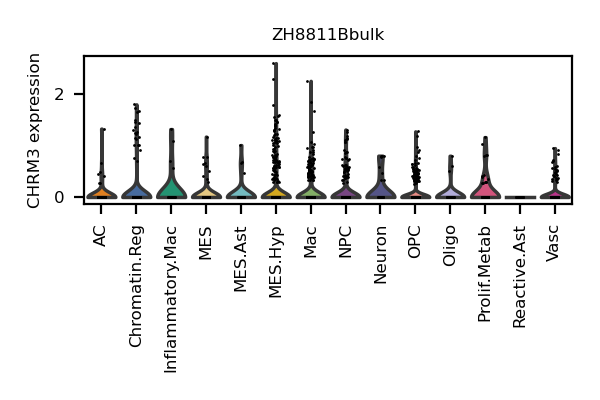 ZH8811Bbulk
CHRM3 expression
2
0
AC
Chromatin.Reg
Inflammatory.Mac
MES
MES.Ast
MES.Hyp
Mac
NPC
Neuron
OPC
Oligo
Prolif.Metab
Reactive.Ast
Vasc